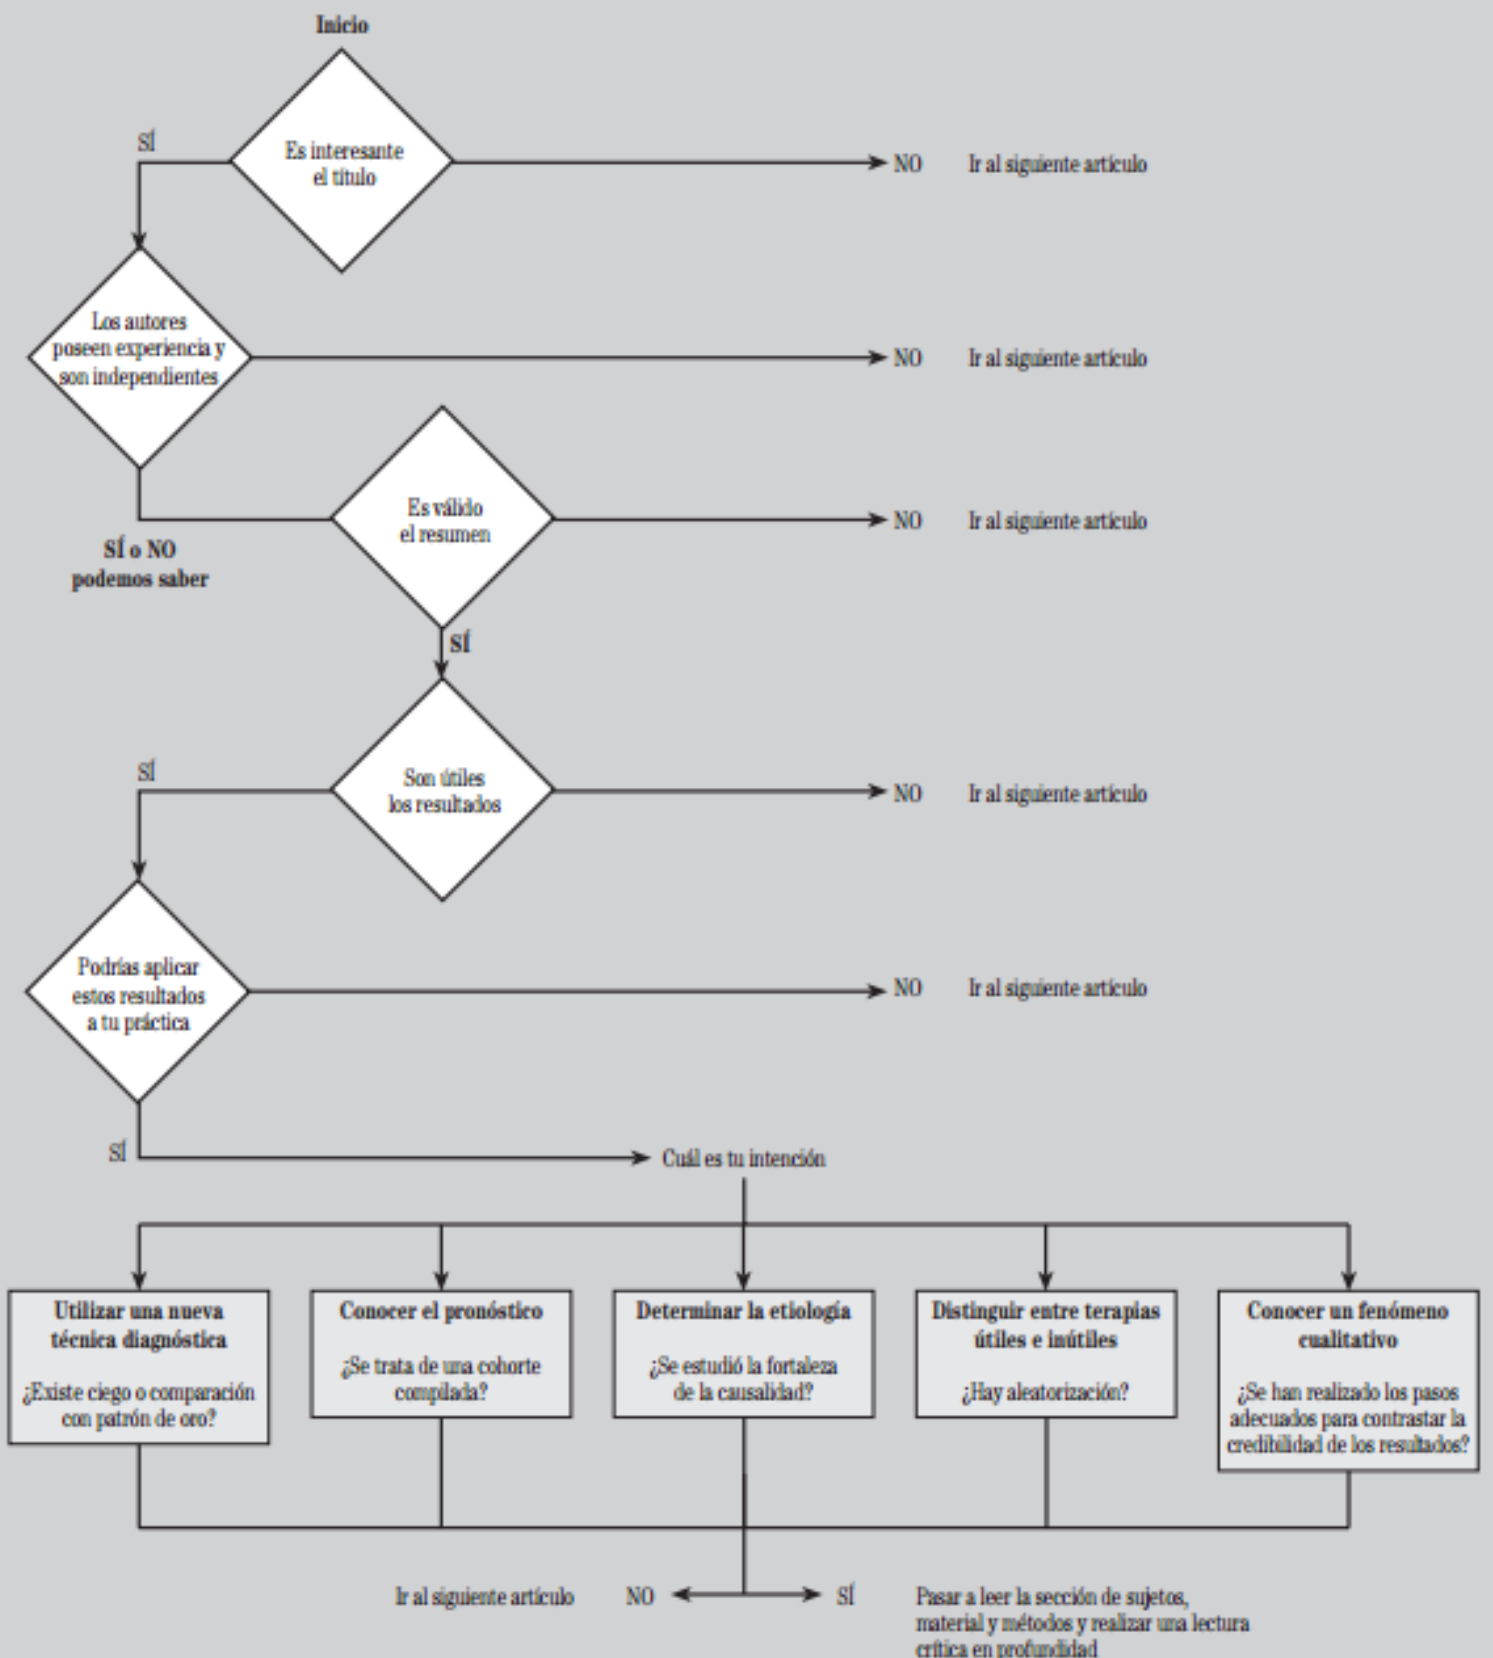 Inicio
SÍ
Es interesante
el título
NO
Ir al siguiente artículo
Los autores
poseen experiencia y
son independientes
NO
Ir al siguiente artículo
SÍ o NO
podemos saber
Es válido
el resumen
NO
Ir al siguiente artículo
SÍ
Son útiles
los resultados
NO
Ir al siguiente artículo
SÍ
Podrías aplicar
estos resultados
a tu práctica
NO
Ir al siguiente artículo
SÍ
Cuál es tu intención
Utilizar una nueva
técnica diagnóstica
¿Existe ciego o comparación
con patrón de oro?
Conocer el pronóstico
¿Se trata de una cohorte
compilada?
Determinar la etiología
¿Se estudió la fortaleza
de la causalidad?
Distinguir entre terapias
útiles e inútiles
¿Hay aleatorización?
Conocer un fenómeno
cualitativo
¿Se han realizado los pasos
adecuados para contrastar la
credibilidad de los resultados?
Ir al siguiente artículo
NO
SÍ
Pasar a leer la sección de sujetos,
material y métodos y realizar una lectura
crítica en profundidad